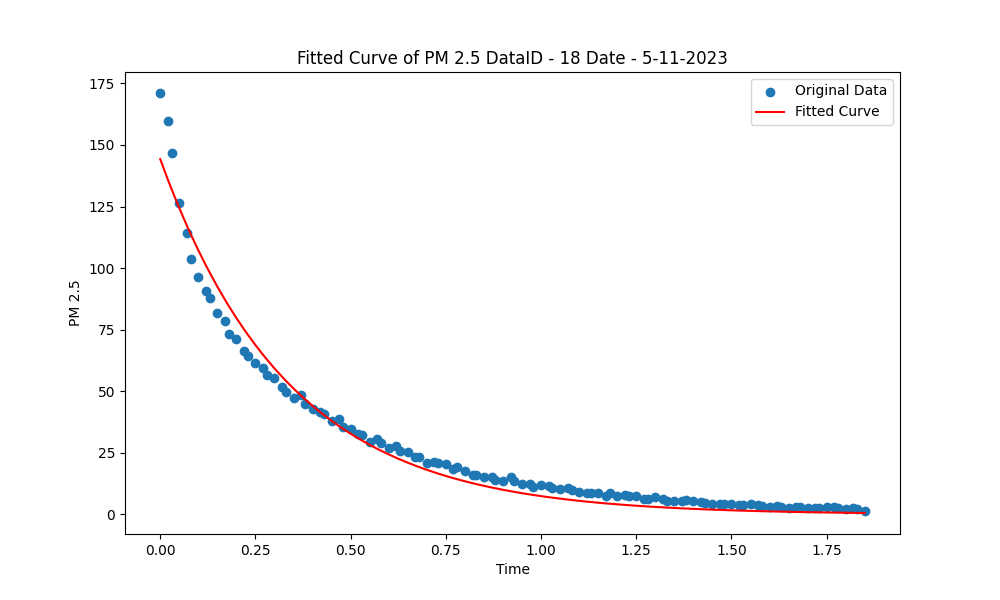 Fitted Curve of PM 2.5 DataID - 18 Date - 5-11-2023
Original Data
Fitted Curve
175
150
125
100
75
50
25
0
PM 2.5
0.00 0.25 0.50 0.75 1.00 1.25 1.50 1.75
Time